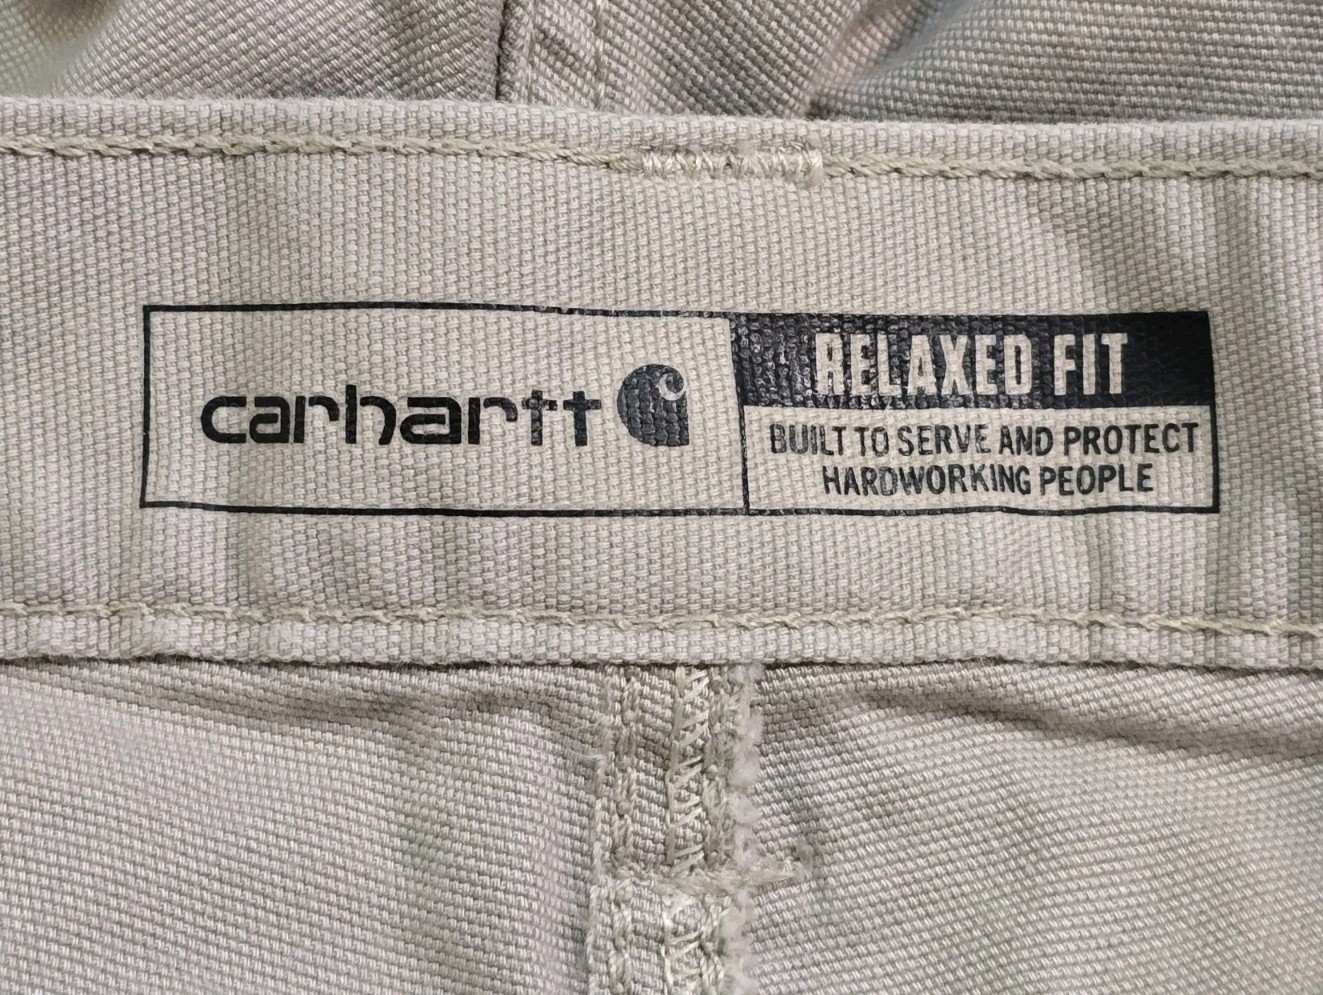 carhartt
RELAXED FIT
BUILT TO SERVE AND PROTECT
HARDWORKING PEOPLE